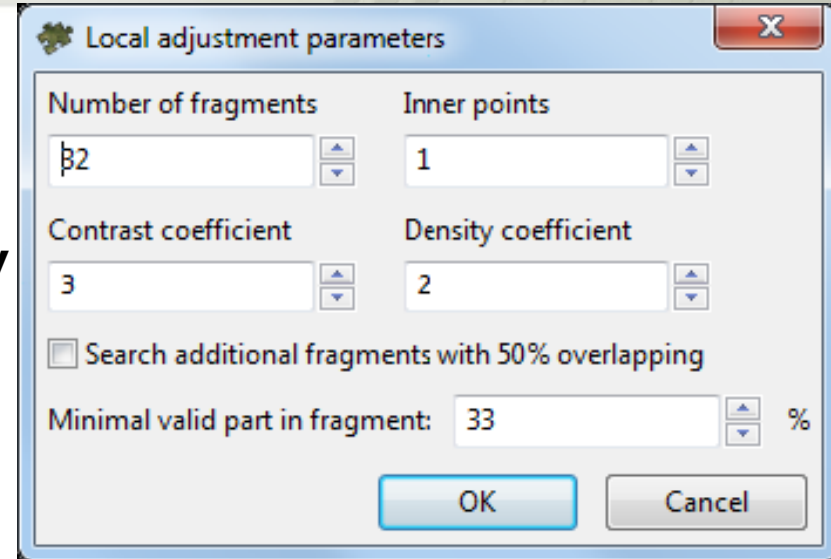 Local adjustment parameters
Number of fragments Inner points
32 1
Contrast coefficient Density coefficient
y
3 2
Search additional fragments with 50% overlapping
Minimal valid part in fragment: 33 %
OK Cancel